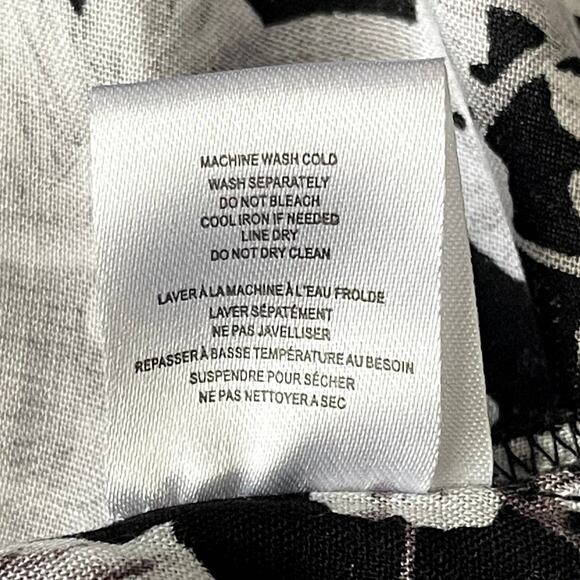 MACHINE WASH COLD
WASH SEPARATELY
DO NOT BLEACH
COOL IRON IF NEEDED
LINE DRY
DO NOT DRY CLEAN
LAVER À LA MACHINE À L'EAU FROLDE
LAVER SÉPATÉMENT
NE PAS JAVELLISER
REPASSER À BASSE TEMPÉRATURE AU BESOIN
SUSPENDRE POUR SÉCHER
NE PAS NETTOYER A SEC